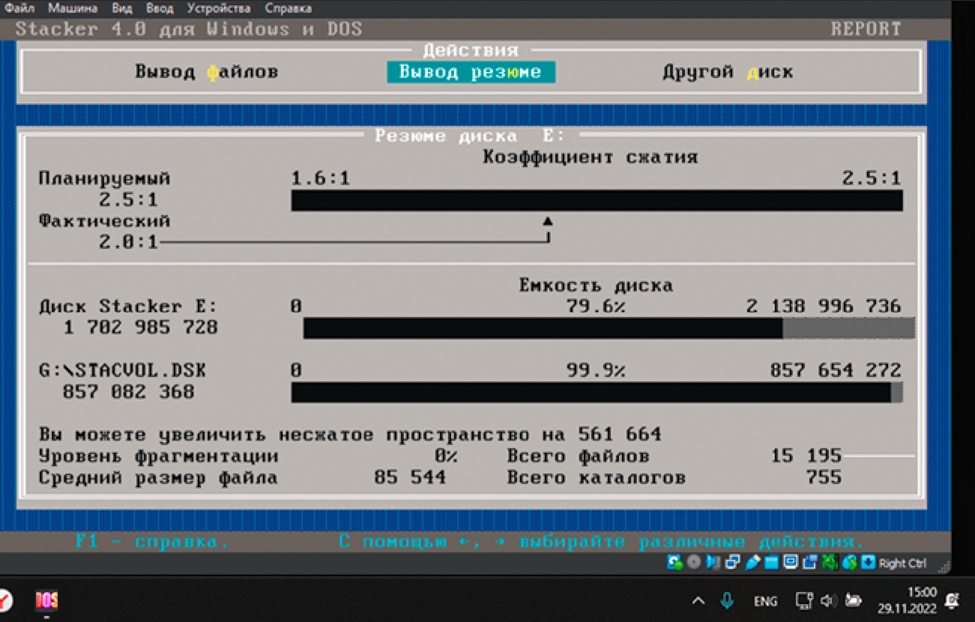 Файл Машина Вид Ввод Устройства Справка
Stacker 4.0 для Windows и DOS REPORT
Действия
Вывод файлов Вывод резюме Другой диск
Резюме диска E:
Коэффициент сжатия
Планируемый 1.6:1 2.5:1
2.5:1
Фактический
2.0:1
Емкость диска
Диск Stacker E: 0 79.6% 2 138 996 736
1 702 985 728
G:\STACVOL.DSK 0 99.9% 857 654 272
857 082 368
Вы можете увеличить несжатое пространство на 561 664
Уровень фрагментации 0% Всего файлов 15 195
Средний размер файла 85 544 Всего каталогов 755
F1 - справка. С помощью ←, → выбирайте различные действия.
Right Ctrl
DOS ENG 15:00
29.11.2022